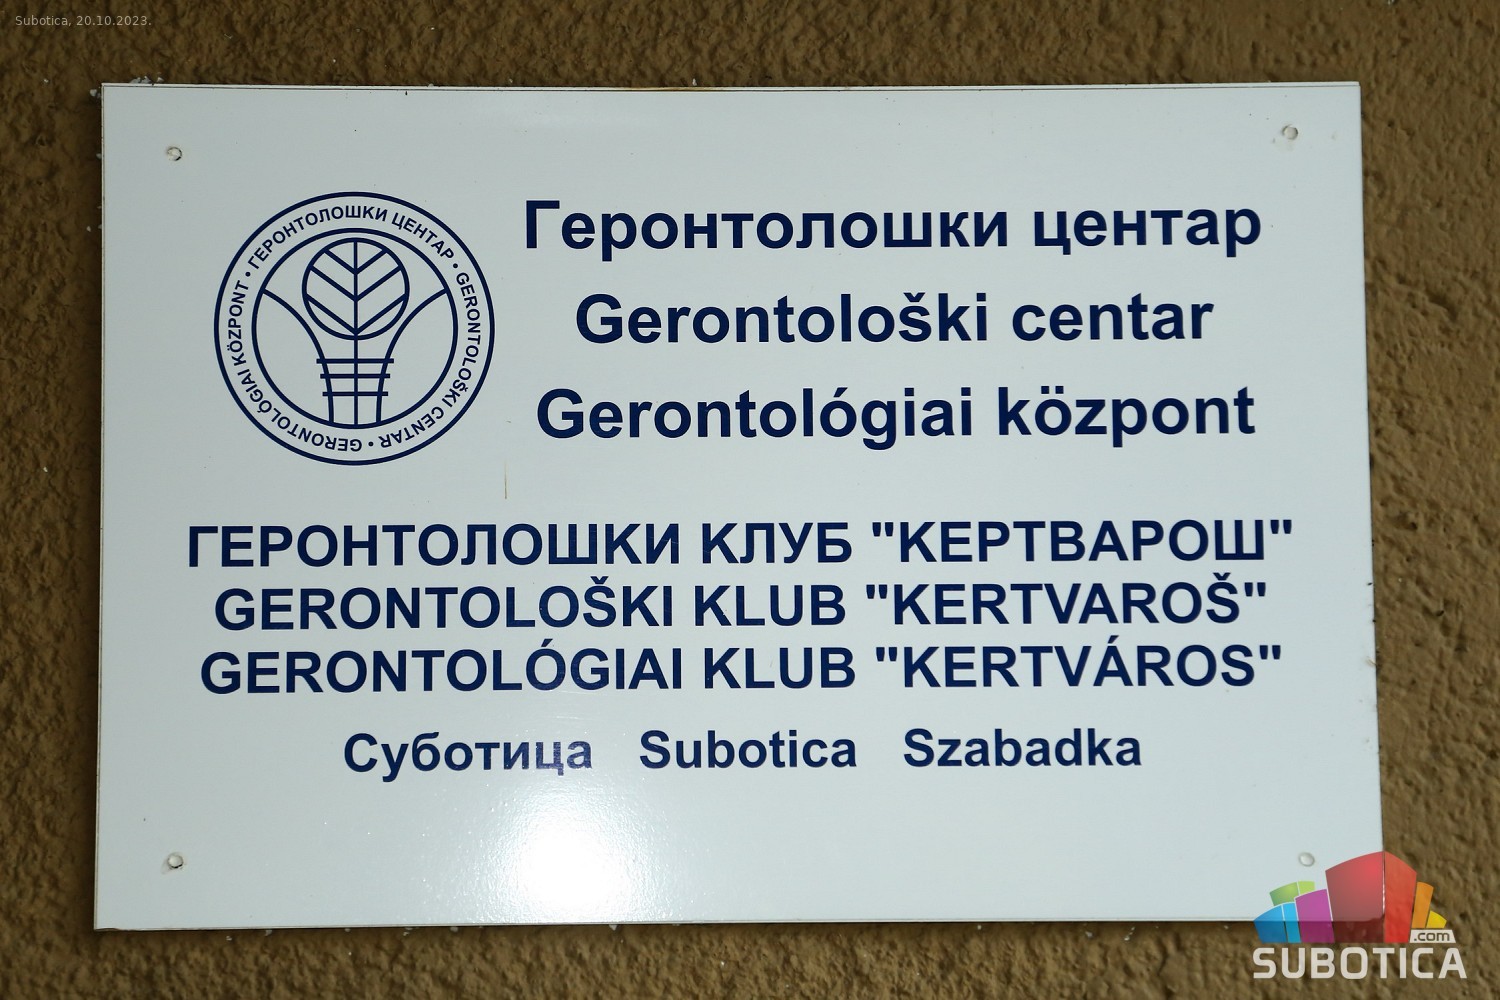 Subotica, 20.10.2023.
• ГЕРОНТОЛОШКИ ЦЕНТАР • GERONTOLOŠKI CENTAR • GERONTOLÓGIAI KÖZPONT
Геронтолошки центар
Gerontološki centar
Gerontológiai központ
ГЕРОНТОЛОШКИ КЛУБ "КЕРТВАРОШ"
GERONTOLOŠKI KLUB "KERTVAROŠ"
GERONTOLÓGIAI KLUB "KERTVÁROS"
Суботица Subotica Szabadka
.com
SUBOTICA